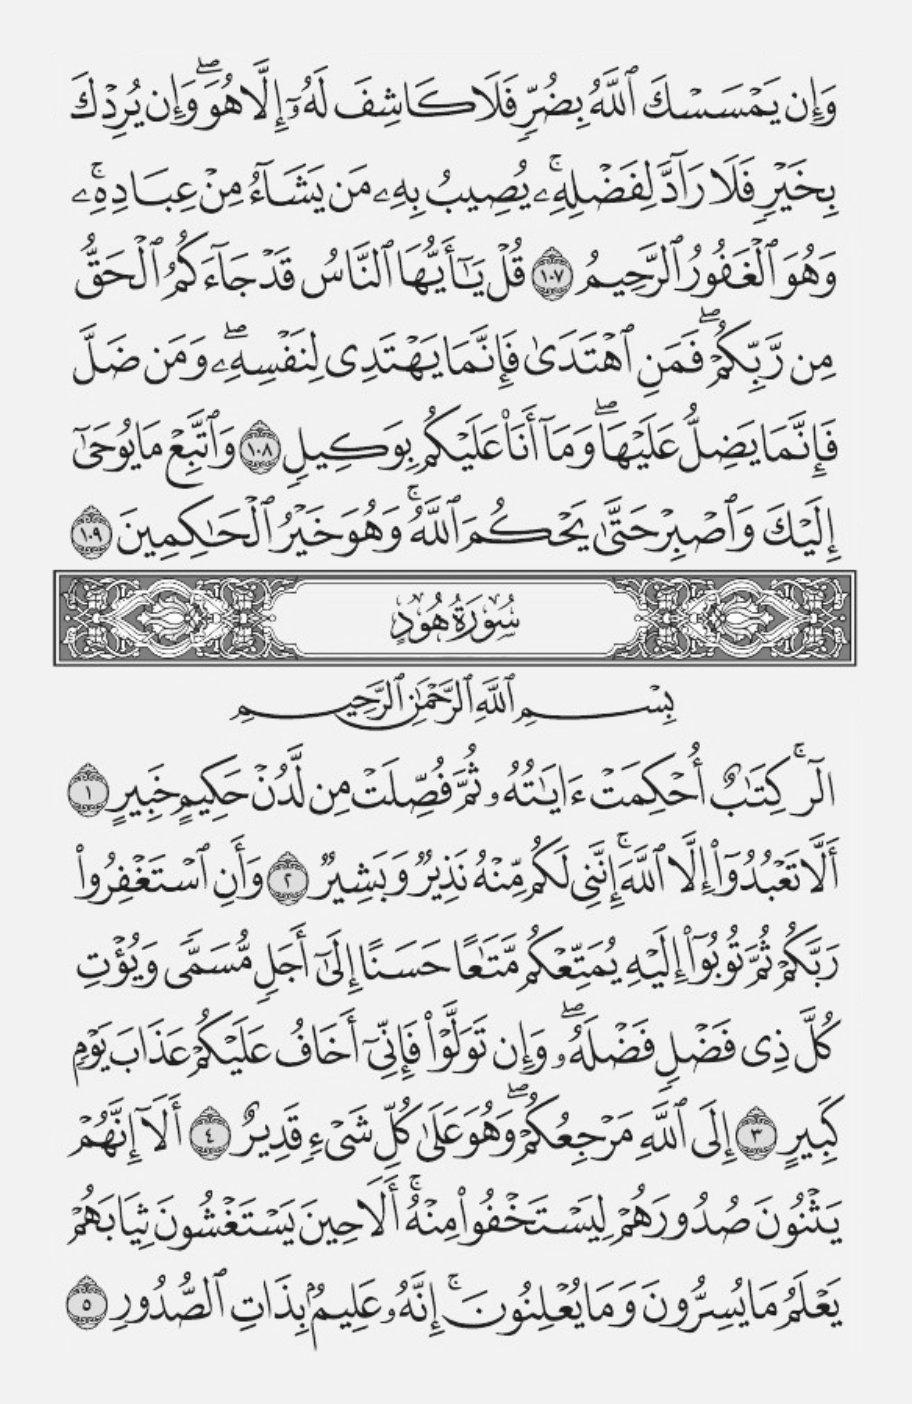 وَإِن يَمْسَسْكَ ٱللَّهُ بِضُرٍّ فَلَا كَاشِفَ لَهُۥٓ إِلَّا هُوَ ۖ وَإِن يُرِدْكَ
بِخَيْرٍ فَلَا رَآدَّ لِفَضْلِهِۦ ۚ يُصِيبُ بِهِۦ مَن يَشَآءُ مِنْ عِبَادِهِۦ ۚ
وَهُوَ ٱلْغَفُورُ ٱلرَّحِيمُ ١٠٧ قُلْ يَـٰٓأَيُّهَا ٱلنَّاسُ قَدْ جَآءَكُمُ ٱلْحَقُّ
مِن رَّبِّكُمْ ۖ فَمَنِ ٱهْتَدَىٰ فَإِنَّمَا يَهْتَدِى لِنَفْسِهِۦ ۖ وَمَن ضَلَّ
فَإِنَّمَا يَضِلُّ عَلَيْهَا ۖ وَمَآ أَنَا۠ عَلَيْكُم بِوَكِيلٍ ١٠٨ وَٱتَّبِعْ مَا يُوحَىٰٓ
إِلَيْكَ وَٱصْبِرْ حَتَّىٰ يَحْكُمَ ٱللَّهُ ۚ وَهُوَ خَيْرُ ٱلْحَـٰكِمِينَ ١٠٩
سُورَةُ هُودٍ
بِسْمِ ٱللَّهِ ٱلرَّحْمَـٰنِ ٱلرَّحِيمِ
الٓر ۚ كِتَـٰبٌ أُحْكِمَتْ ءَايَـٰتُهُۥ ثُمَّ فُصِّلَتْ مِن لَّدُنْ حَكِيمٍ خَبِيرٍ ١
أَلَّا تَعْبُدُوٓا۟ إِلَّا ٱللَّهَ ۚ إِنَّنِى لَكُم مِّنْهُ نَذِيرٌ وَبَشِيرٌ ٢ وَأَنِ ٱسْتَغْفِرُوا۟
رَبَّكُمْ ثُمَّ تُوبُوٓا۟ إِلَيْهِ يُمَتِّعْكُم مَّتَـٰعًا حَسَنًا إِلَىٰٓ أَجَلٍ مُّسَمًّى وَيُؤْتِ
كُلَّ ذِى فَضْلٍ فَضْلَهُۥ ۖ وَإِن تَوَلَّوْا۟ فَإِنِّىٓ أَخَافُ عَلَيْكُمْ عَذَابَ يَوْمٍ
كَبِيرٍ ٣ إِلَى ٱللَّهِ مَرْجِعُكُمْ ۖ وَهُوَ عَلَىٰ كُلِّ شَىْءٍ قَدِيرٌ ٤ أَلَآ إِنَّهُمْ
يَثْنُونَ صُدُورَهُمْ لِيَسْتَخْفُوا۟ مِنْهُ ۚ أَلَا حِينَ يَسْتَغْشُونَ ثِيَابَهُمْ
يَعْلَمُ مَا يُسِرُّونَ وَمَا يُعْلِنُونَ ۚ إِنَّهُۥ عَلِيمٌۢ بِذَاتِ ٱلصُّدُورِ ٥